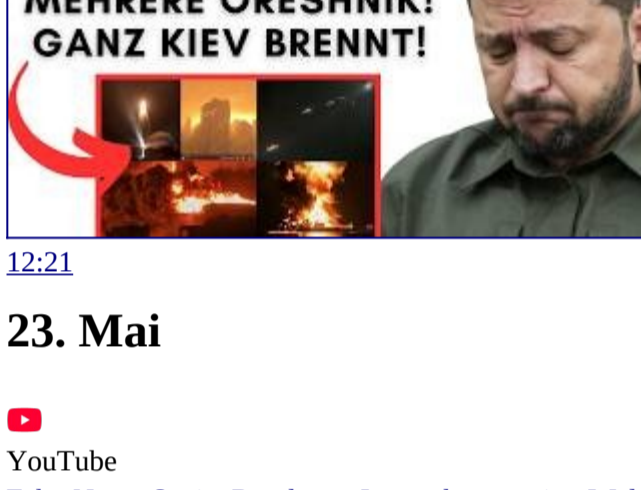 MEHRERE ORESHNIK!
GANZ KIEV BRENNT!
12:21
23. Mai
YouTube